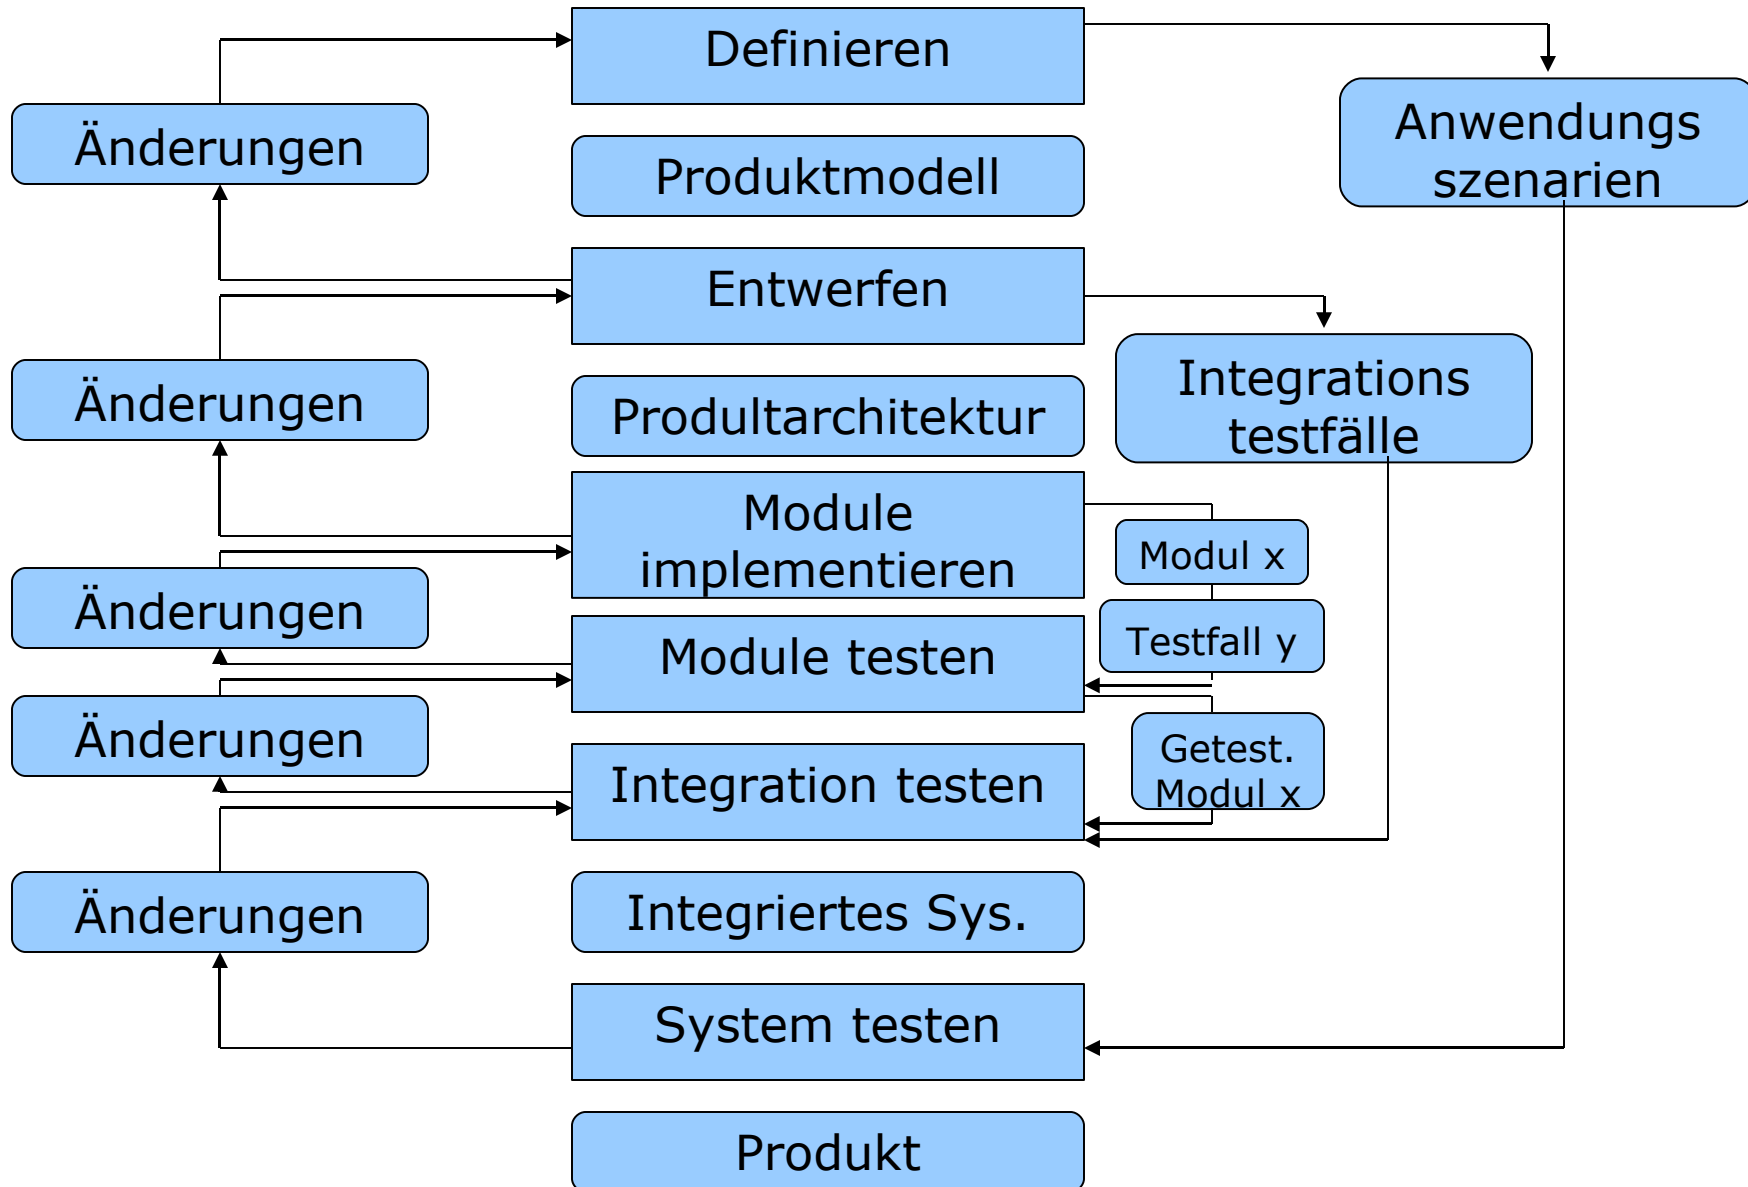 Definieren
Änderungen
Anwendungs
szenarien
Produktmodell
Entwerfen
Änderungen
Integrations
testfälle
Produltarchitektur
Module
implementieren
Modul x
Änderungen
Testfall y
Module testen
Änderungen
Getest.
Modul x
Integration testen
Änderungen
Integriertes Sys.
System testen
Produkt